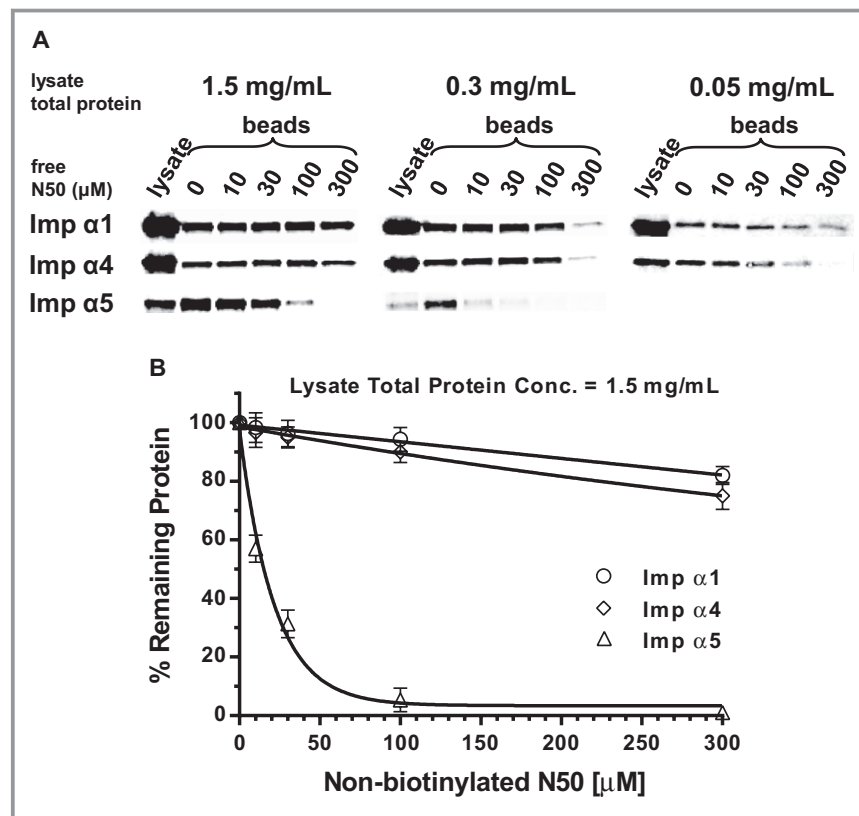 A
lysate
total protein
1.5 mg/mL 0.3 mg/mL 0.05 mg/mL
beads beads beads
free
N50 (µM)
lysate 0 10 30 100 300 lysate 0 10 30 100 300 lysate 0 10 30 100 300
Imp α1
Imp α4
Imp α5
B
Lysate Total Protein Conc. = 1.5 mg/mL
% Remaining Protein
100
80
60
40
20
0
Imp α1
Imp α4
Imp α5
0 50 100 150 200 250 300
Non-biotinylated N50 [µM]